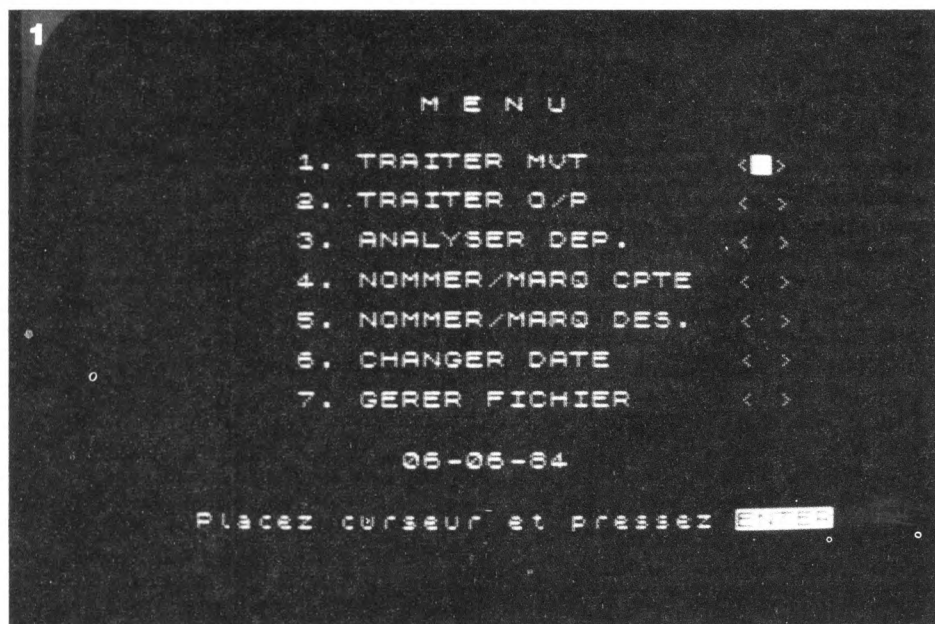 1
M E N U
1. TRAITER MVT < >
2. TRAITER O/P < >
3. ANALYSER DEP. < >
4. NOMMER/MARQ CPTE < >
5. NOMMER/MARQ DES. < >
6. CHANGER DATE < >
7. GERER FICHIER < >
06-06-84
Placez curseur et pressez ENTER